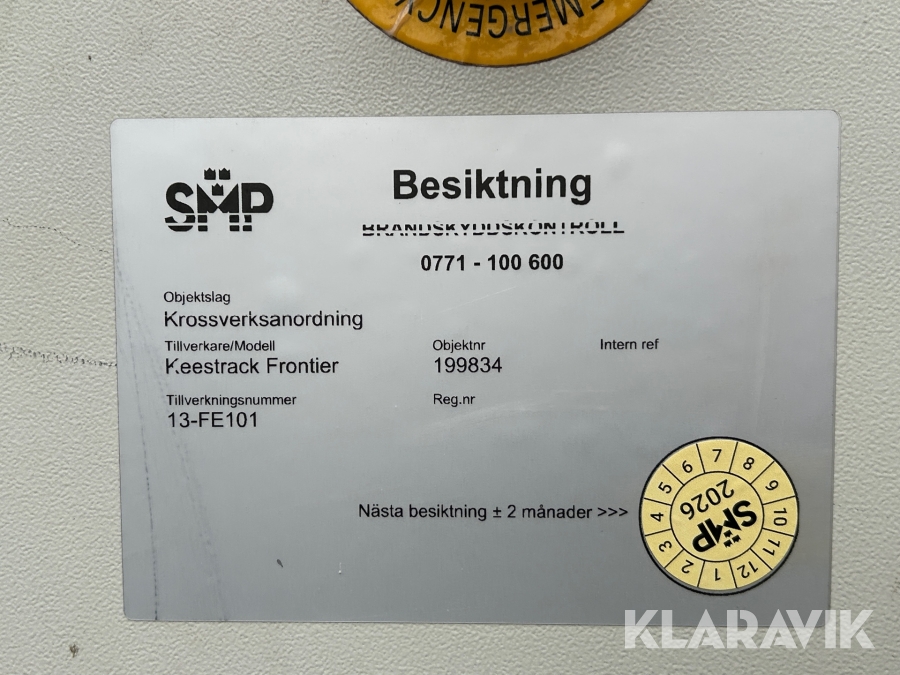 EMERGENCY
SMP
Besiktning
BRANDSKYDDSKONTROLL
0771 - 100 600
Objektslag
Krossverksanordning
Tillverkare/Modell
Objektnr
Intern ref
Keestrack Frontier
199834
Tillverkningsnummer
Reg.nr
13-FE101
Nästa besiktning ± 2 månader >>>
1 2 3 4 5 6 7 8 9 10 11 12
2026
SMP
KLARAVIK